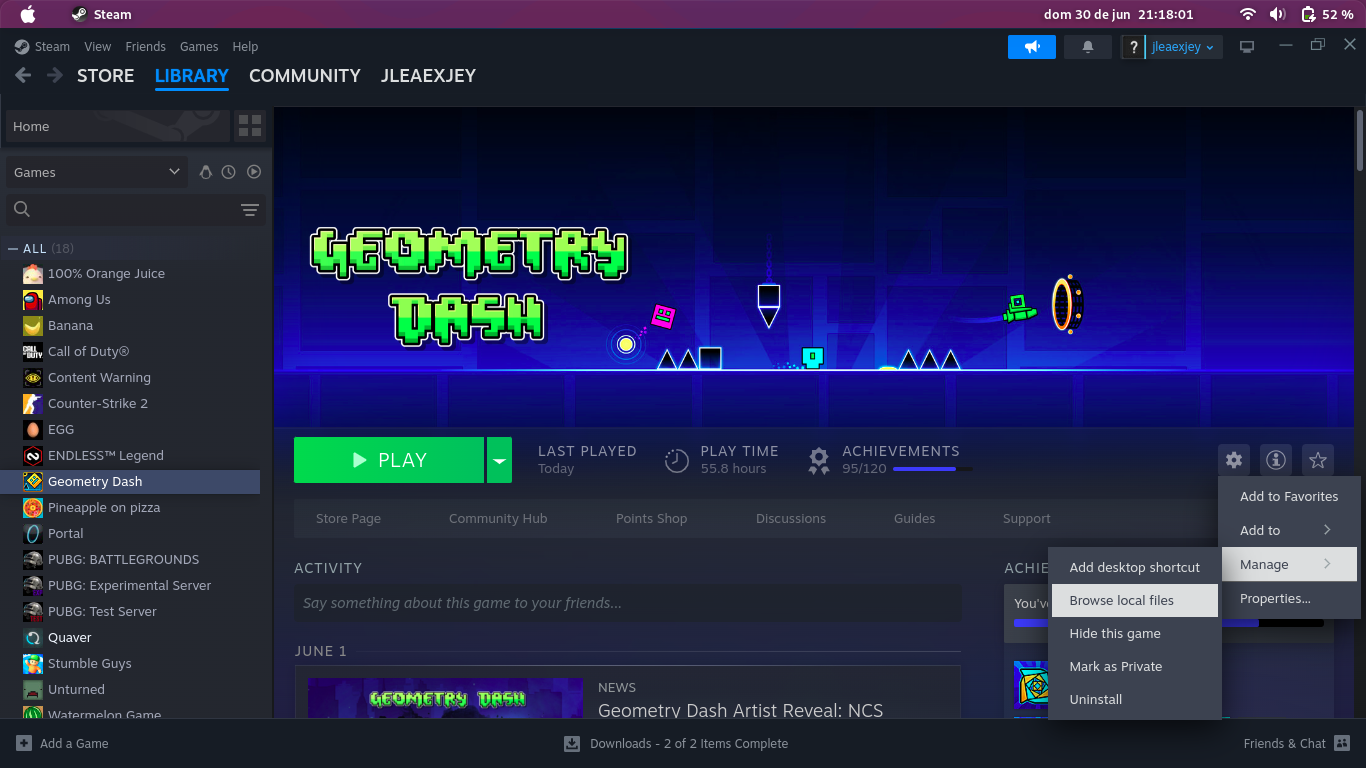 Steam
dom 30 de jun 21:18:01
52 %
Steam View Friends Games Help
? Jleaexjey
STORE LIBRARY COMMUNITY JLEAEXJEY
Home
Games
ALL (18)
100% Orange Juice
Among Us
Banana
Call of Duty®
Content Warning
Counter-Strike 2
EGG
ENDLESS™ Legend
Geometry Dash
Pineapple on pizza
Portal
PUBG: BATTLEGROUNDS
PUBG: Experimental Server
PUBG: Test Server
Quaver
Stumble Guys
Unturned
Watermelon Game
GEOMETRY
DASH
PLAY
LAST PLAYED
Today
PLAY TIME
55.8 hours
ACHIEVEMENTS
95/120
Store Page Community Hub Points Shop Discussions Guides Support
Add to Favorites
Add to
Manage
Properties...
Add desktop shortcut
Browse local files
Hide this game
Mark as Private
Uninstall
ACTIVITY
Say something about this game to your friends...
JUNE 1
GEOMETRY DASH
NEWS
Geometry Dash Artist Reveal: NCS
ACHIE
You'v
Add a Game
Downloads - 2 of 2 Items Complete
Friends & Chat